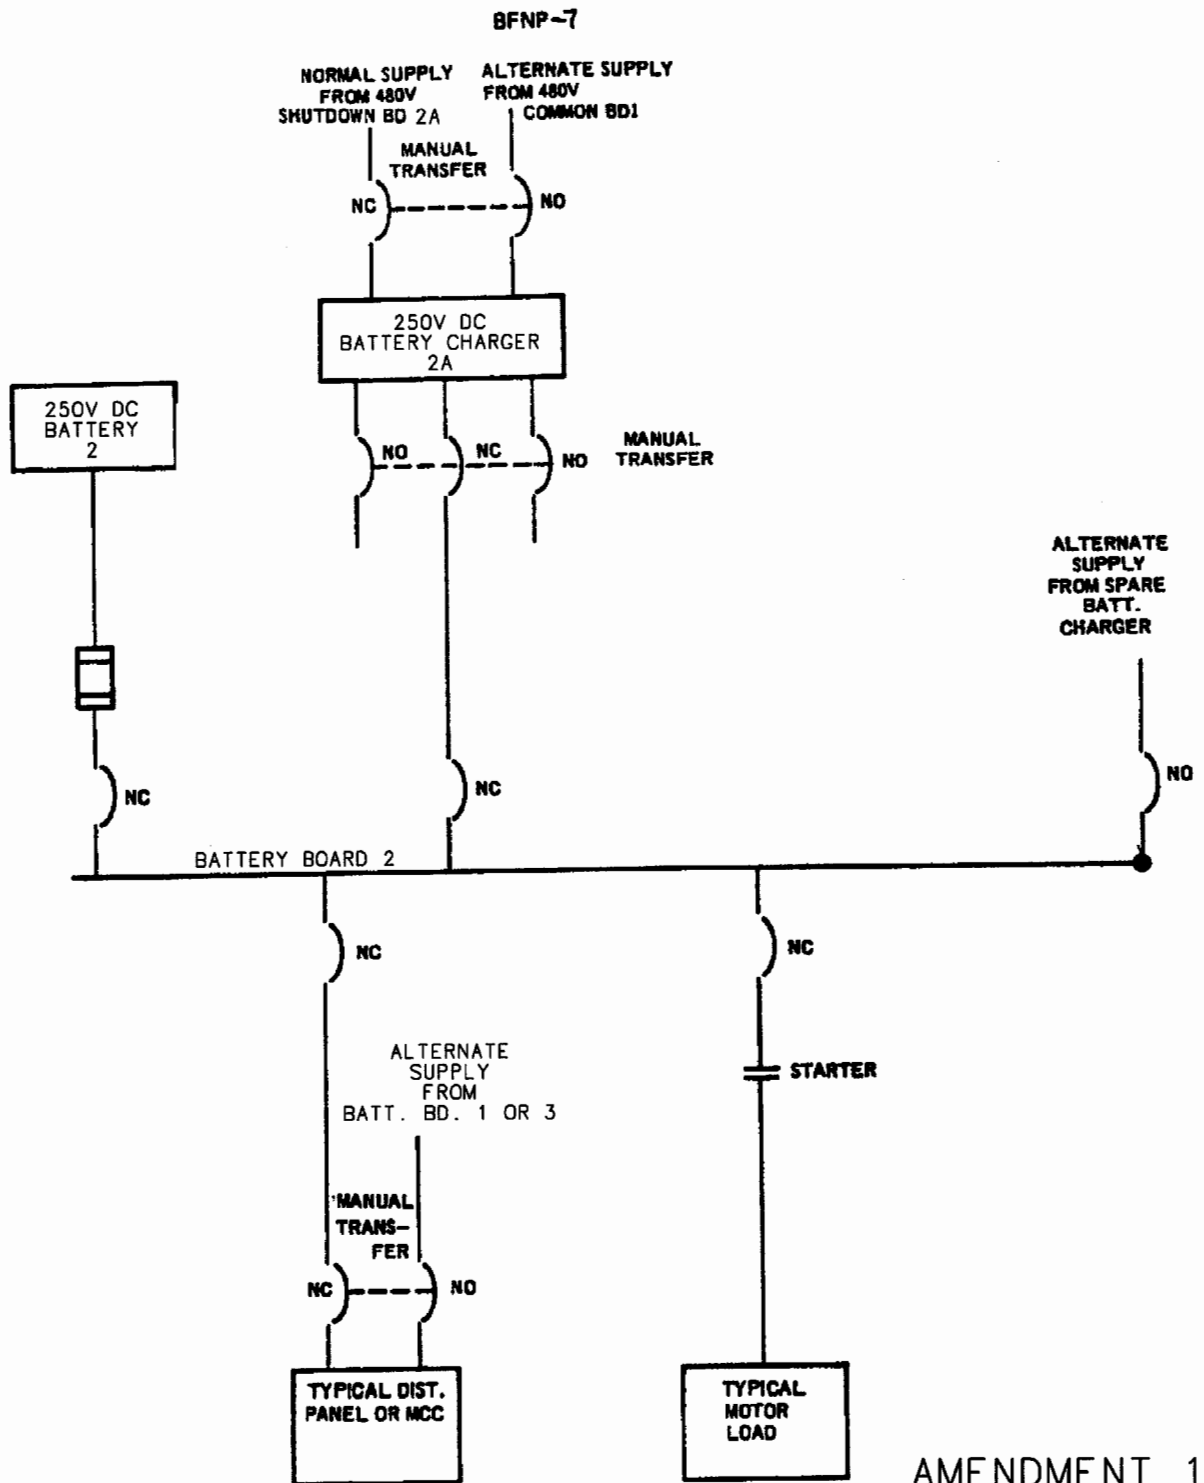 BFNP-7
NORMAL SUPPLY
FROM 480V
SHUTDOWN BD 2A
ALTERNATE SUPPLY
FROM 480V
COMMON BD1
MANUAL
TRANSFER
NC
NO
250V DC
BATTERY CHARGER
2A
250V DC
BATTERY
2
NO
NC
NO
MANUAL
TRANSFER
ALTERNATE
SUPPLY
FROM SPARE
BATT.
CHARGER
NC
NC
NO
BATTERY BOARD 2
NC
NC
ALTERNATE
SUPPLY
FROM
BATT. BD. 1 OR 3
STARTER
MANUAL
TRANS-
FER
NC
NO
TYPICAL DIST.
PANEL OR MCC
TYPICAL
MOTOR
LOAD
AMENDMENT 1